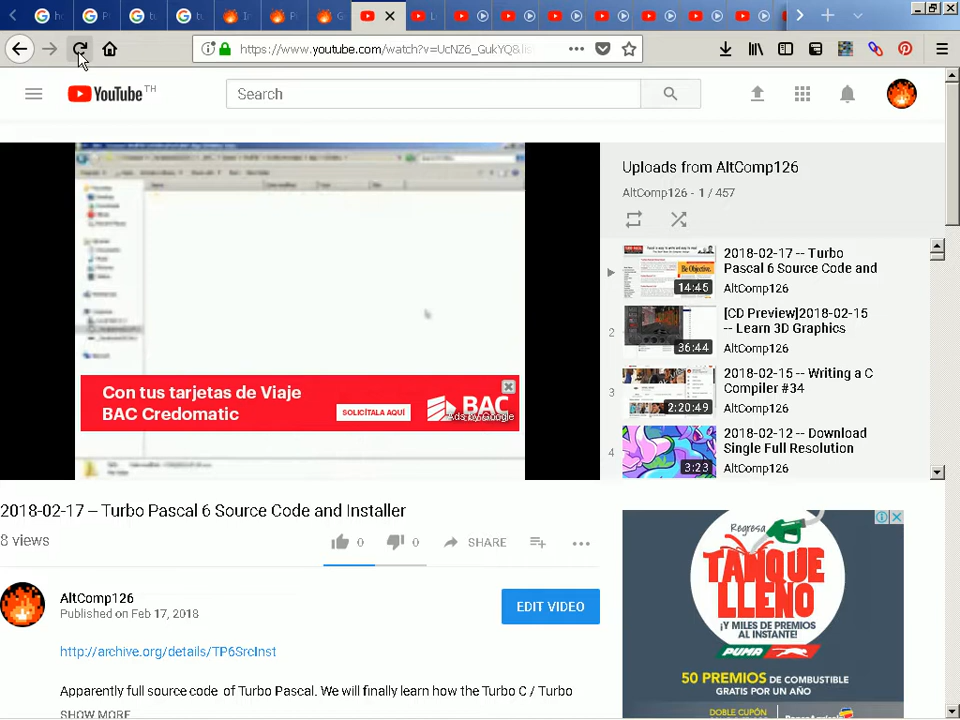 https://www.youtube.com/watch?v=UcNZ6_GukYQ&lis
YouTube TH
Search
Con tus tarjetas de Viaje
BAC Credomatic
SOLICÍTALA AQUÍ
BAC
Ads by Google
Uploads from AltComp126
AltComp126 - 1 / 457
2018-02-17 -- Turbo
Pascal 6 Source Code and
AltComp126
Be Objective.
14:45
2
[CD Preview]2018-02-15
-- Learn 3D Graphics
AltComp126
36:44
3
2018-02-15 -- Writing a C
Compiler #34
AltComp126
2:20:49
4
2018-02-12 -- Download
Single Full Resolution
AltComp126
3:23
2018-02-17 -- Turbo Pascal 6 Source Code and Installer
8 views
0
0
SHARE
AltComp126
Published on Feb 17, 2018
EDIT VIDEO
http://archive.org/details/TP6SrcInst
Apparently full source code of Turbo Pascal. We will finally learn how the Turbo C / Turbo
SHOW MORE
Regresa
TANQUE
LLENO
¡Y MILES DE PREMIOS
AL INSTANTE!
PUMA
50 PREMIOS DE COMBUSTIBLE
GRATIS POR UN AÑO
DOBLE CUPÓN